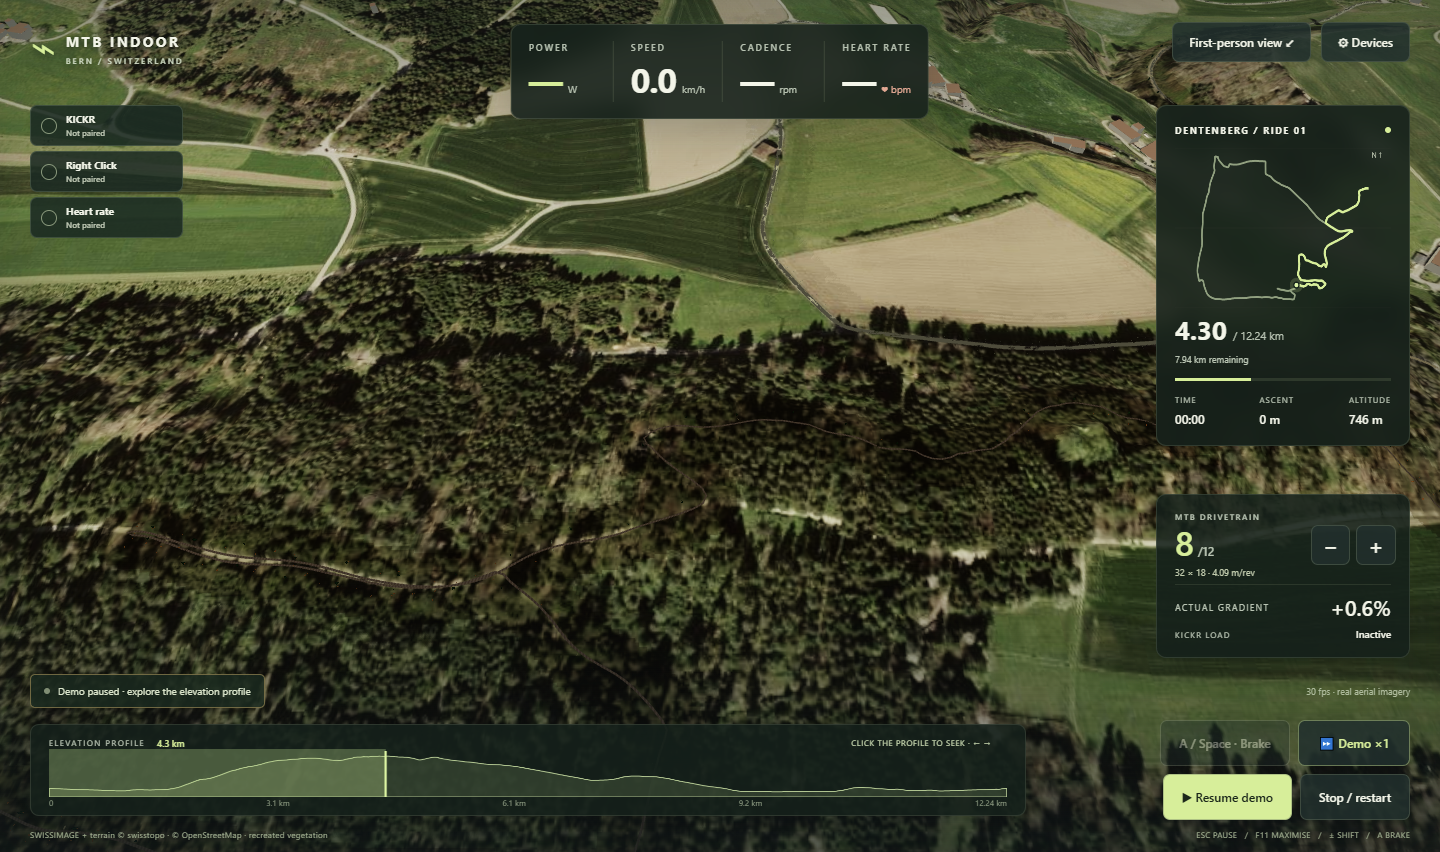 MTB INDOOR
BERN / SWITZERLAND
POWER
W
SPEED
0.0 km/h
CADENCE
rpm
HEART RATE
♥ bpm
First-person view ↙
⚙ Devices
KICKR
Not paired
Right Click
Not paired
Heart rate
Not paired
DENTENBERG / RIDE 01
N ↑
4.30 / 12.24 km
7.94 km remaining
TIME ASCENT ALTITUDE
00:00 0 m 746 m
MTB DRIVETRAIN
8 /12
− +
32 × 18 · 4.09 m/rev
ACTUAL GRADIENT +0.6%
KICKR LOAD Inactive
Demo paused · explore the elevation profile
30 fps · real aerial imagery
ELEVATION PROFILE 4.3 km CLICK THE PROFILE TO SEEK · ← →
0 3.1 km 6.1 km 9.2 km 12.24 km
A / Space · Brake
⏩ Demo ×1
▶ Resume demo
Stop / restart
SWISSIMAGE + terrain © swisstopo · © OpenStreetMap · recreated vegetation
ESC PAUSE / F11 MAXIMISE / ± SHIFT / A BRAKE